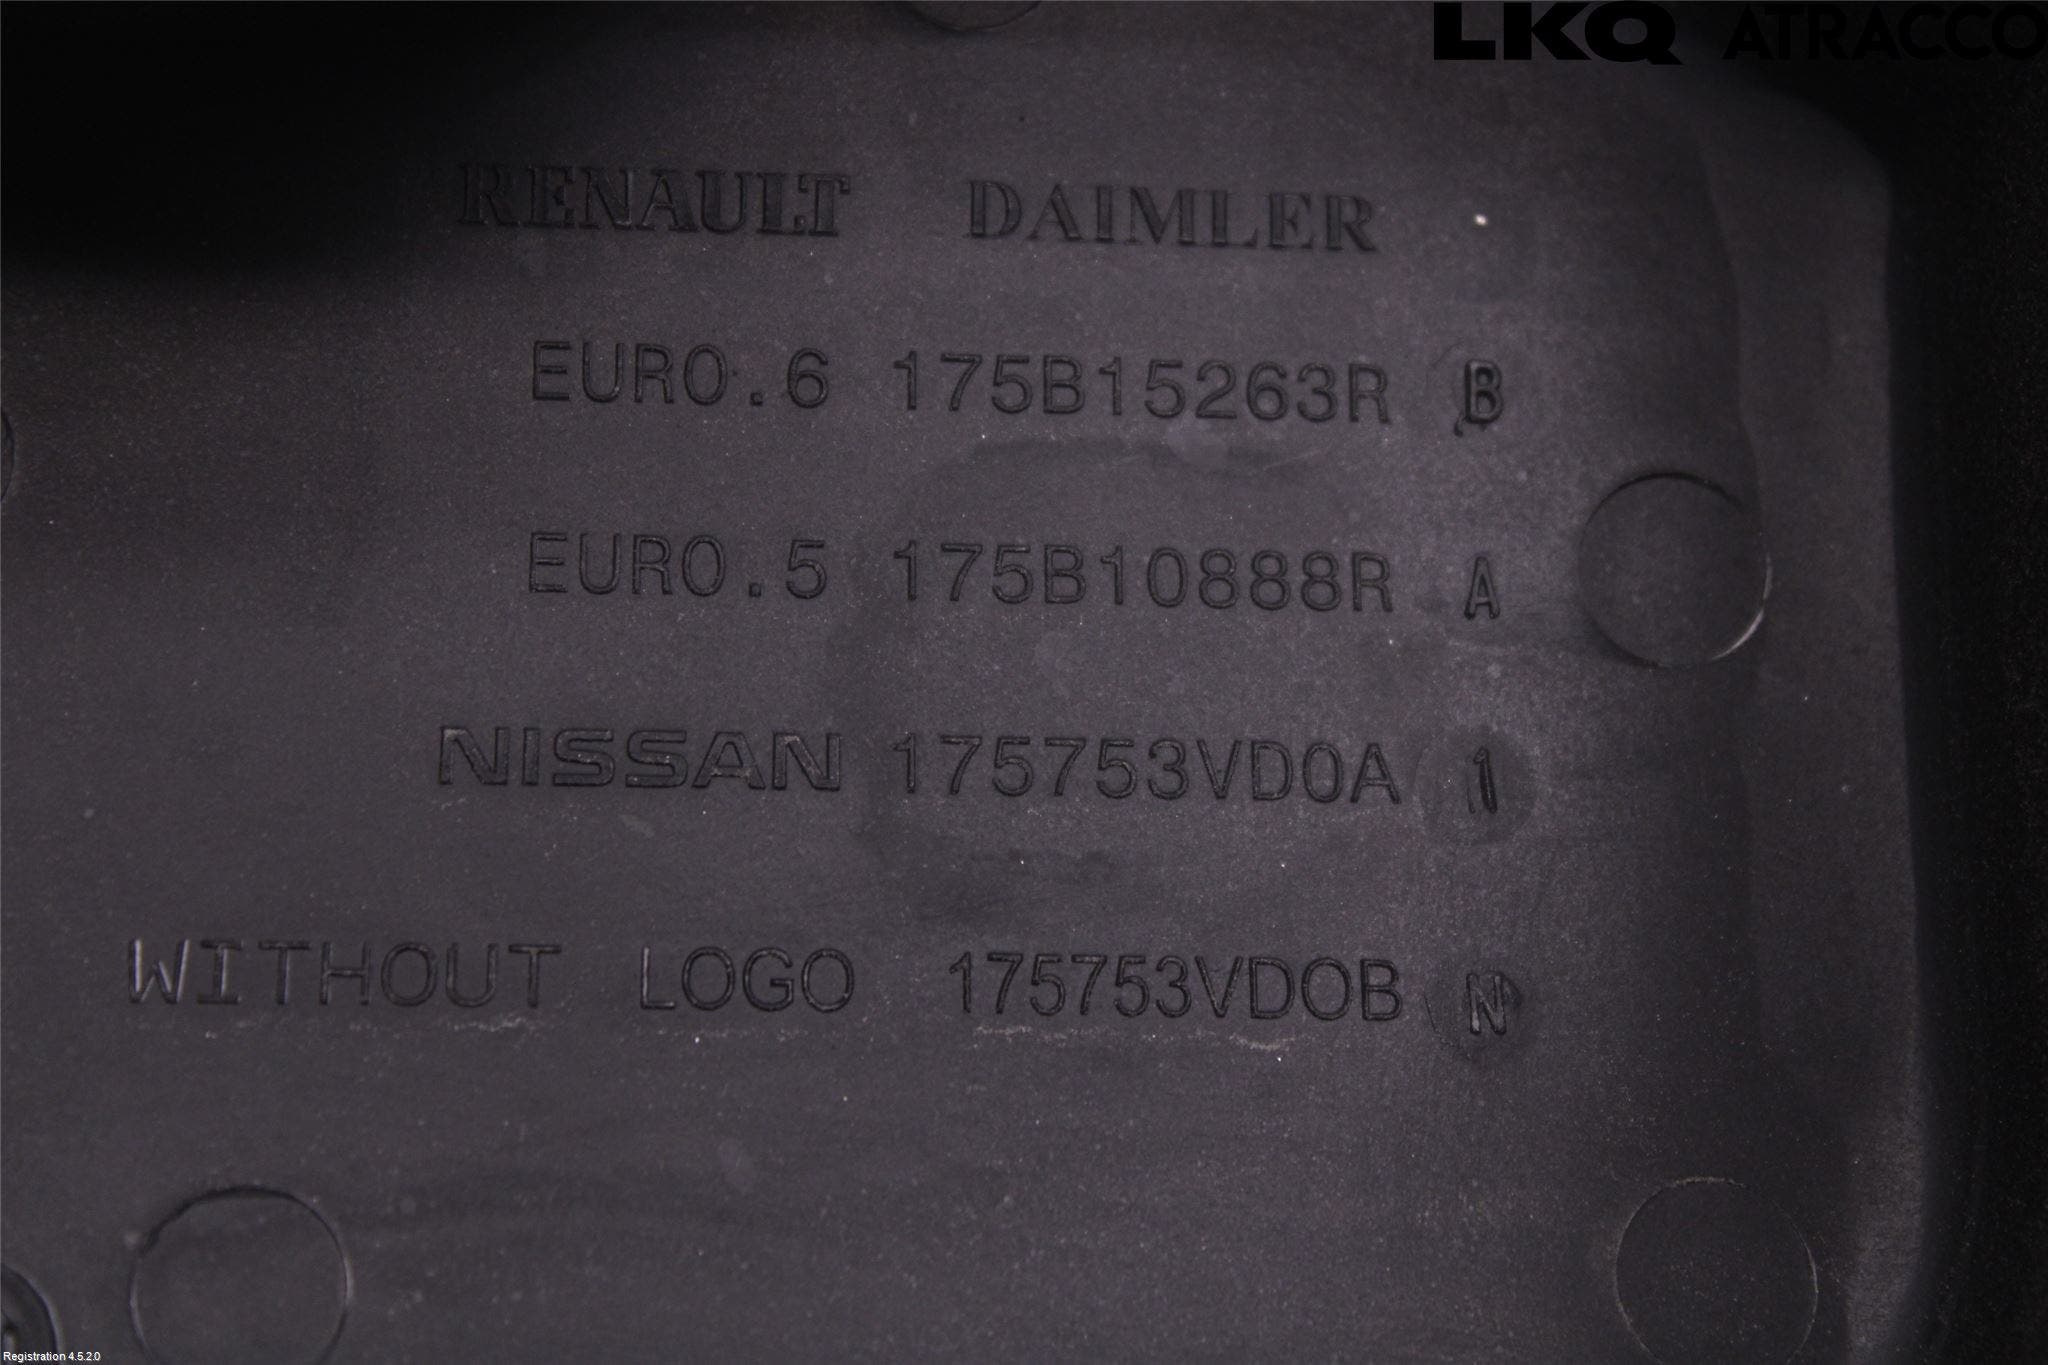 LKQ ATRACCO
RENAULT DAIMLER
EURO.6 175B15263R B
EURO.5 175B10888R A
NISSAN 175753VD0A 1
WITHOUT LOGO 175753VD0B N
Registration 4.5.2.0